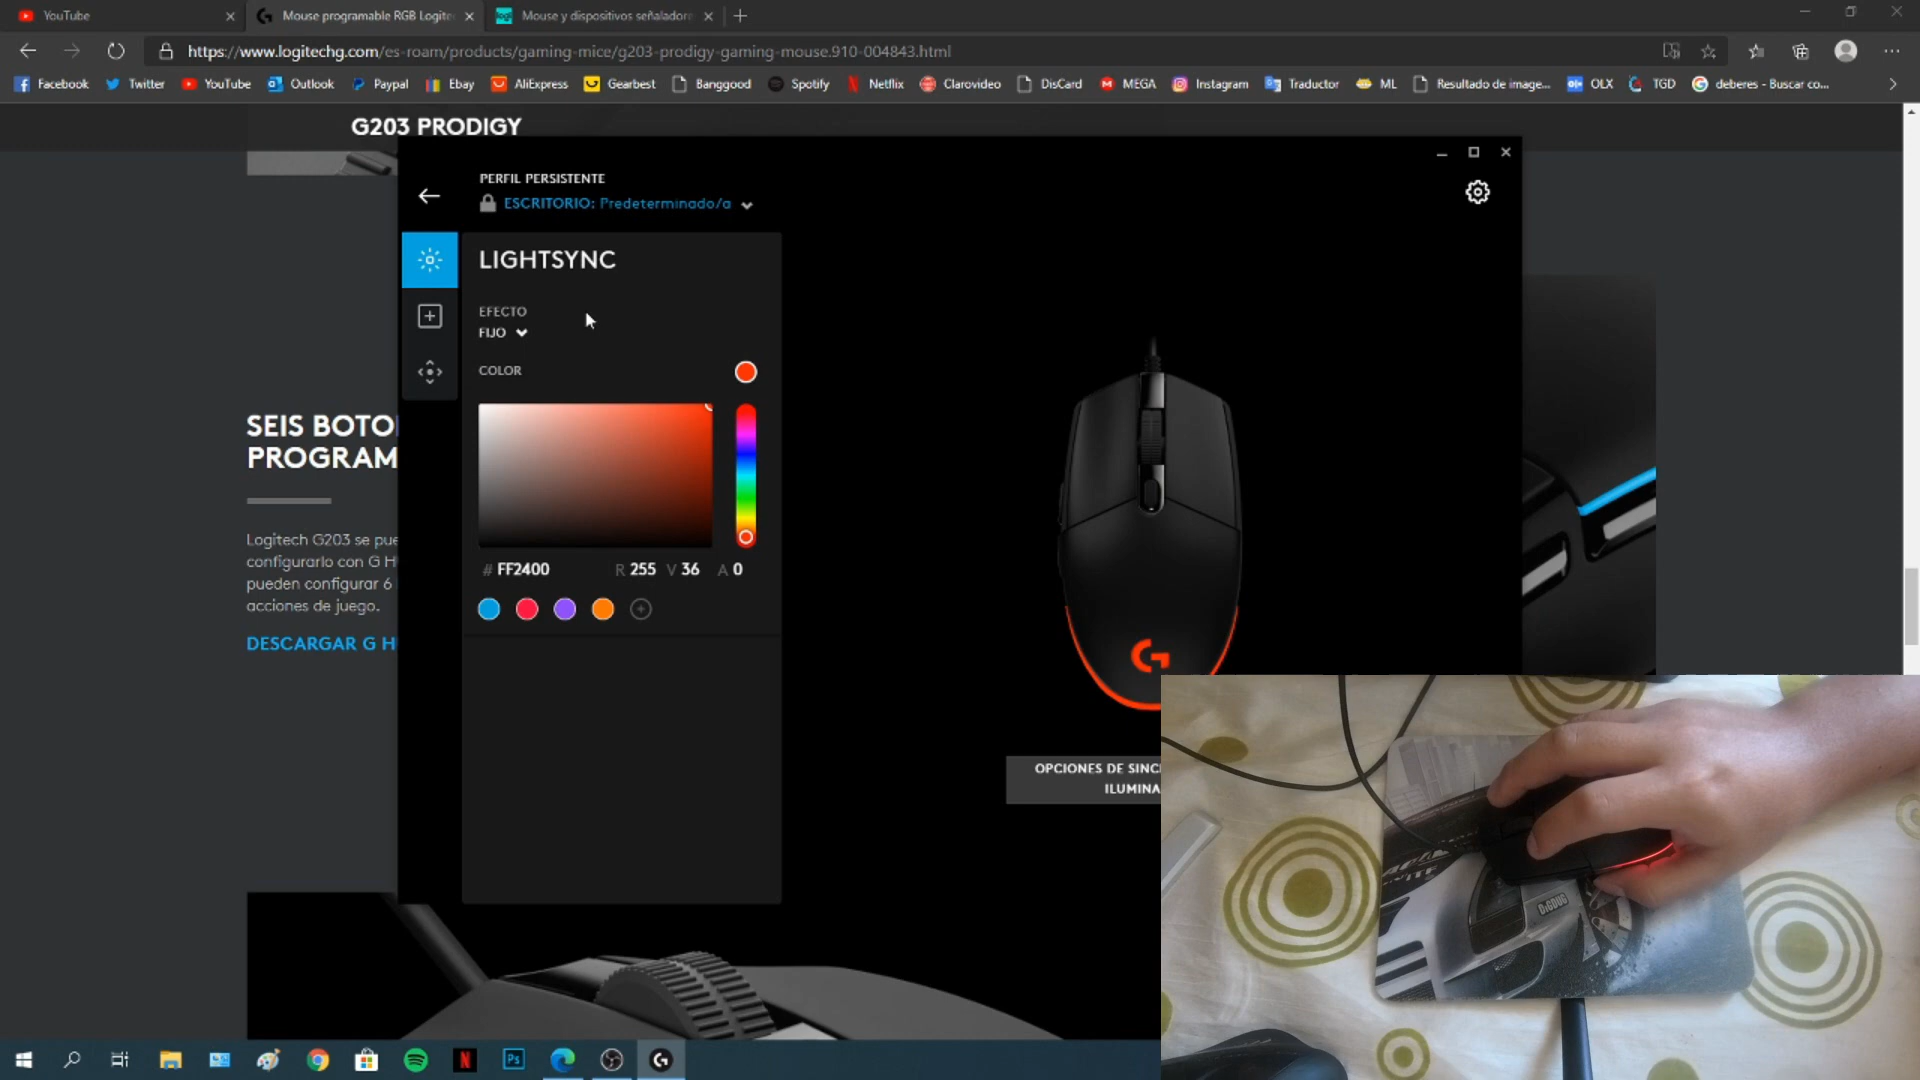 YouTube
Mouse programable RGB Logite
Mouse y dispositivos señaladore
https://www.logitechg.com/es-roam/products/gaming-mice/g203-prodigy-gaming-mouse.910-004843.html
Facebook Twitter YouTube Outlook Paypal Ebay AliExpress Gearbest Banggood Spotify Netflix Clarovideo DisCard MEGA Instagram Traductor ML Resultado de image... OLX TGD deberes - Buscar co...
G203 PRODIGY
PERFIL PERSISTENTE
ESCRITORIO: Predeterminado/a
LIGHTSYNC
EFECTO
FIJO
COLOR
# FF2400 R 255 V 36 A 0
SEIS BOTO
PROGRAM
Logitech G203 se pue
configurarlo con G H
pueden configurar 6
acciones de juego.
DESCARGAR G H
OPCIONES DE SINC
ILUMINA
DIGDUG
Ps